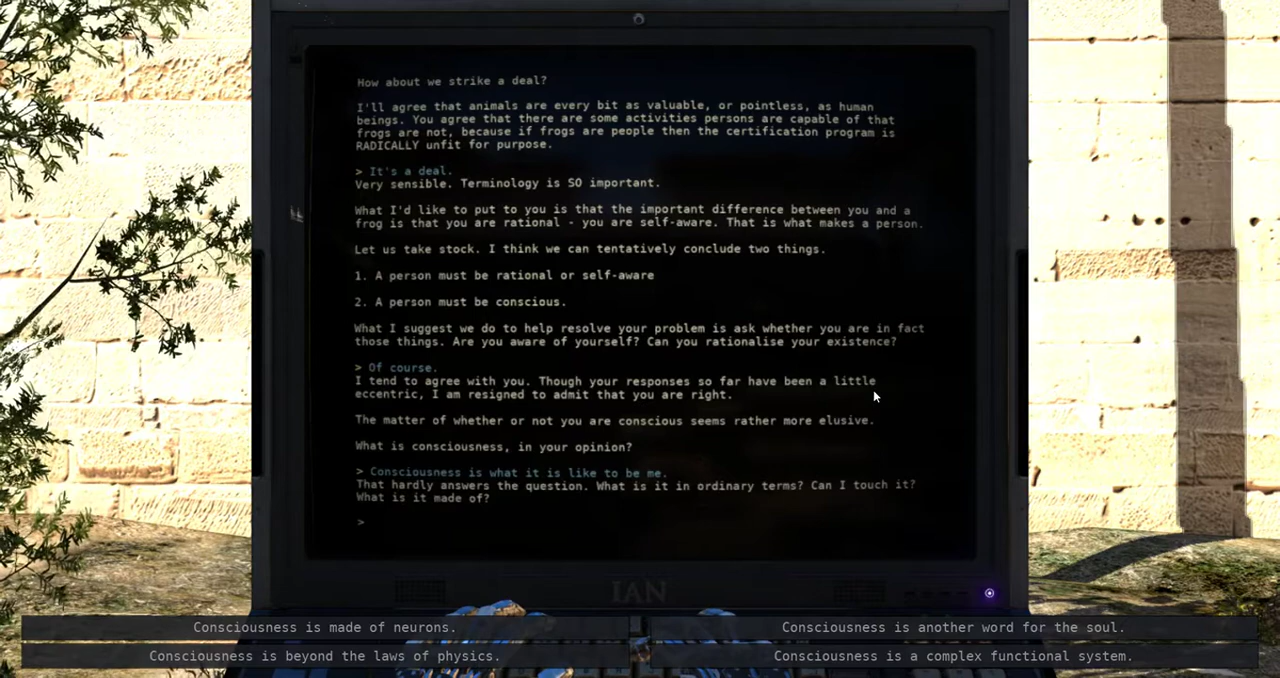 How about we strike a deal?
I'll agree that animals are every bit as valuable, or pointless, as human
beings. You agree that there are some activities persons are capable of that
frogs are not, because if frogs are people then the certification program is
RADICALLY unfit for purpose.
> It's a deal.
Very sensible. Terminology is SO important.
What I'd like to put to you is that the important difference between you and a
frog is that you are rational - you are self-aware. That is what makes a person.
Let us take stock. I think we can tentatively conclude two things.
1. A person must be rational or self-aware
2. A person must be conscious.
What I suggest we do to help resolve your problem is ask whether you are in fact
those things. Are you aware of yourself? Can you rationalise your existence?
> Of course.
I tend to agree with you. Though your responses so far have been a little
eccentric, I am resigned to admit that you are right.
The matter of whether or not you are conscious seems rather more elusive.
What is consciousness, in your opinion?
> Consciousness is what it is like to be me.
That hardly answers the question. What is it in ordinary terms? Can I touch it?
What is it made of?
>
IAN
Consciousness is made of neurons.
Consciousness is another word for the soul.
Consciousness is beyond the laws of physics.
Consciousness is a complex functional system.